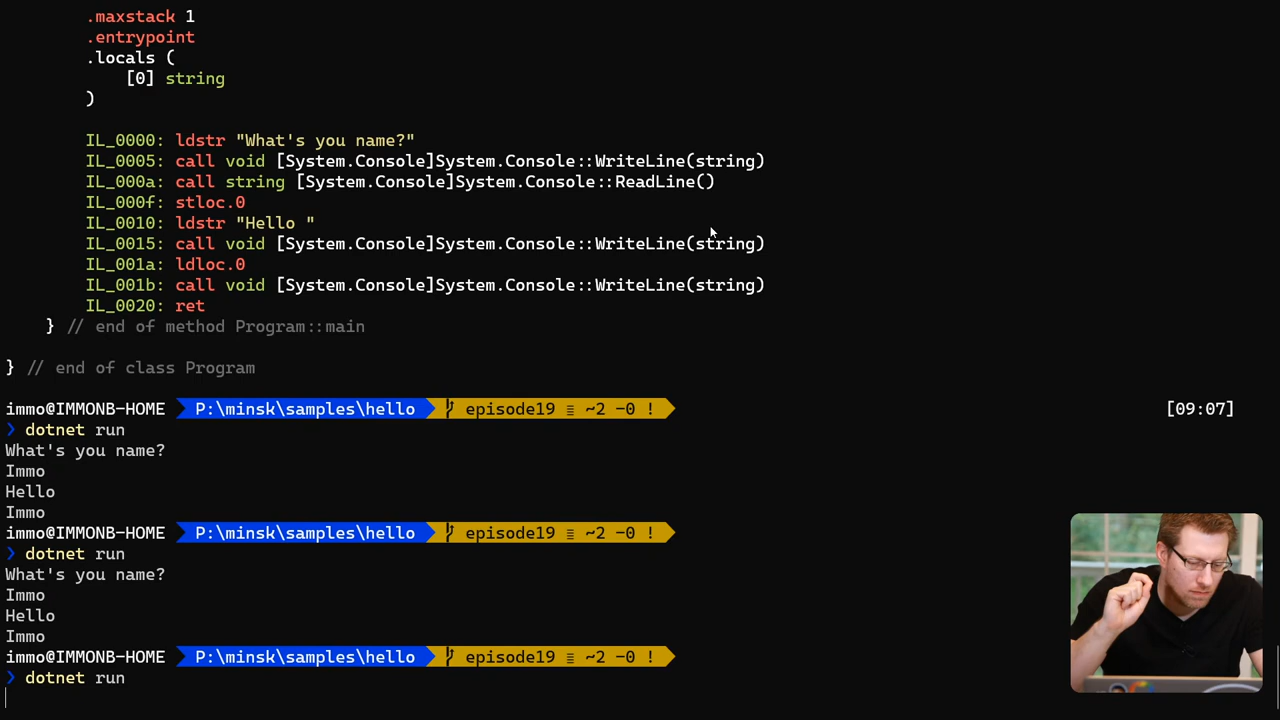 .maxstack 1
.entrypoint
.locals (
[0] string
)
IL_0000: ldstr "What's you name?"
IL_0005: call void [System.Console]System.Console::WriteLine(string)
IL_000a: call string [System.Console]System.Console::ReadLine()
IL_000f: stloc.0
IL_0010: ldstr "Hello "
IL_0015: call void [System.Console]System.Console::WriteLine(string)
IL_001a: ldloc.0
IL_001b: call void [System.Console]System.Console::WriteLine(string)
IL_0020: ret
} // end of method Program::main
} // end of class Program
immo@IMMONB-HOME P:\minsk\samples\hello episode19 ≡ ~2 -0 ! [09:07]
❯ dotnet run
What's you name?
Immo
Hello
Immo
immo@IMMONB-HOME P:\minsk\samples\hello episode19 ≡ ~2 -0 !
❯ dotnet run
What's you name?
Immo
Hello
Immo
immo@IMMONB-HOME P:\minsk\samples\hello episode19 ≡ ~2 -0 !
❯ dotnet run